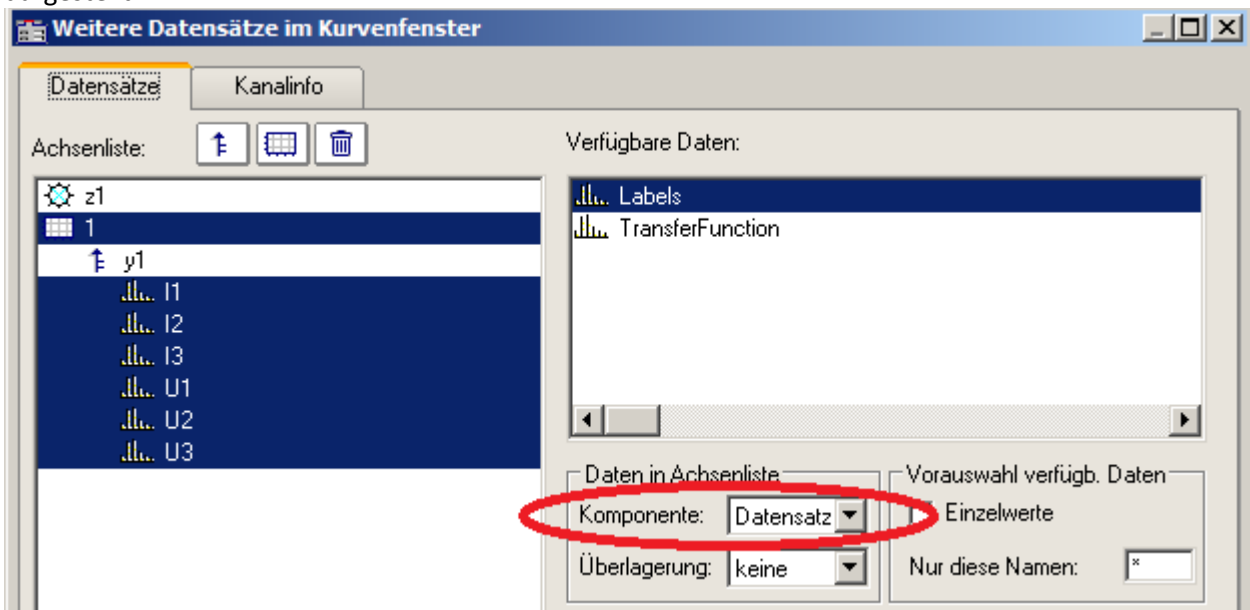 Weitere Datensätze im Kurvenfenster
Datensätze Kanalinfo
Achsenliste:
Verfügbare Daten:
z1
1
y1
I1
I2
I3
U1
U2
U3
Labels
TransferFunction
Daten in Achsenliste
Komponente: Datensatz
Überlagerung: keine
Vorauswahl verfügb. Daten
Einzelwerte
Nur diese Namen: *